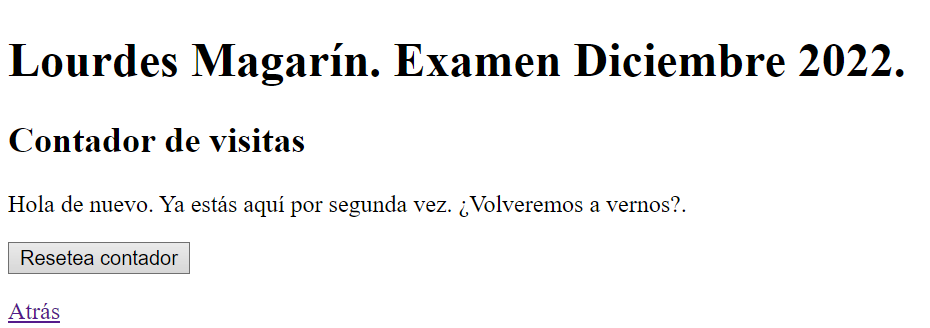 Lourdes Magarín. Examen Diciembre 2022.
Contador de visitas
Hola de nuevo. Ya estás aquí por segunda vez. ¿Volveremos a vernos?.
Resetea contador
Atrás